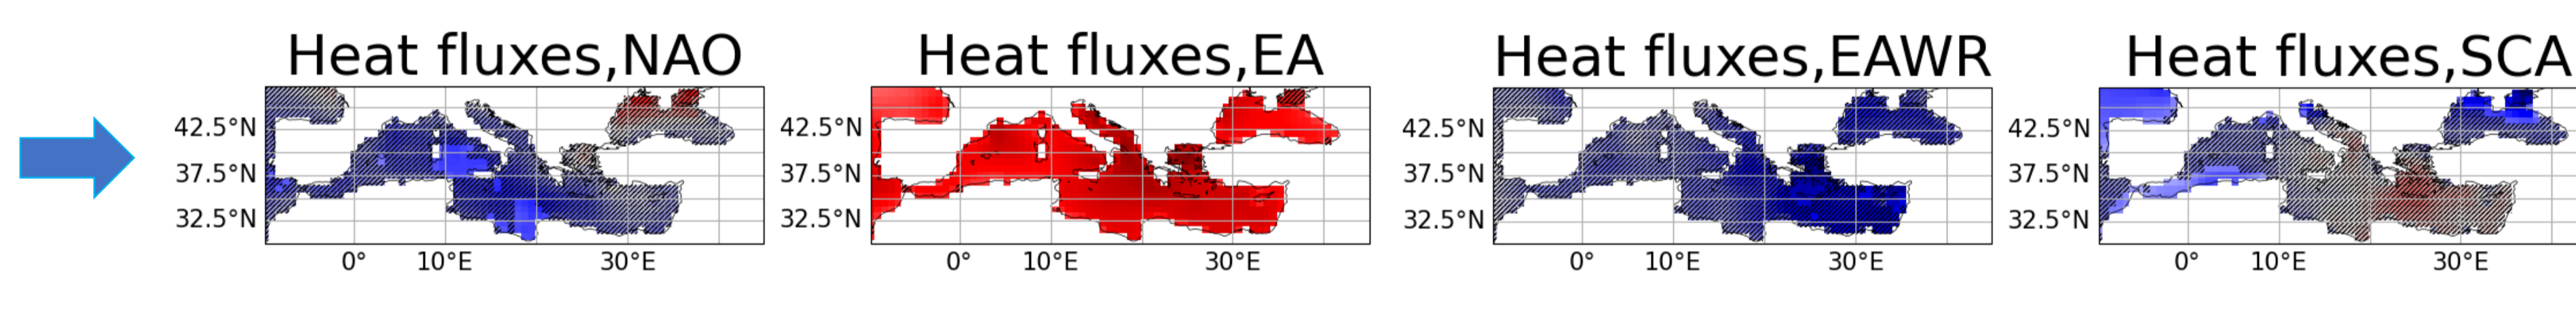 Heat fluxes,NAO
42.5°N
37.5°N
32.5°N
0° 10°E 30°E
Heat fluxes,EA
42.5°N
37.5°N
32.5°N
0° 10°E 30°E
Heat fluxes,EAWR
42.5°N
37.5°N
32.5°N
0° 10°E 30°E
Heat fluxes,SCA
42.5°N
37.5°N
32.5°N
0° 10°E 30°E